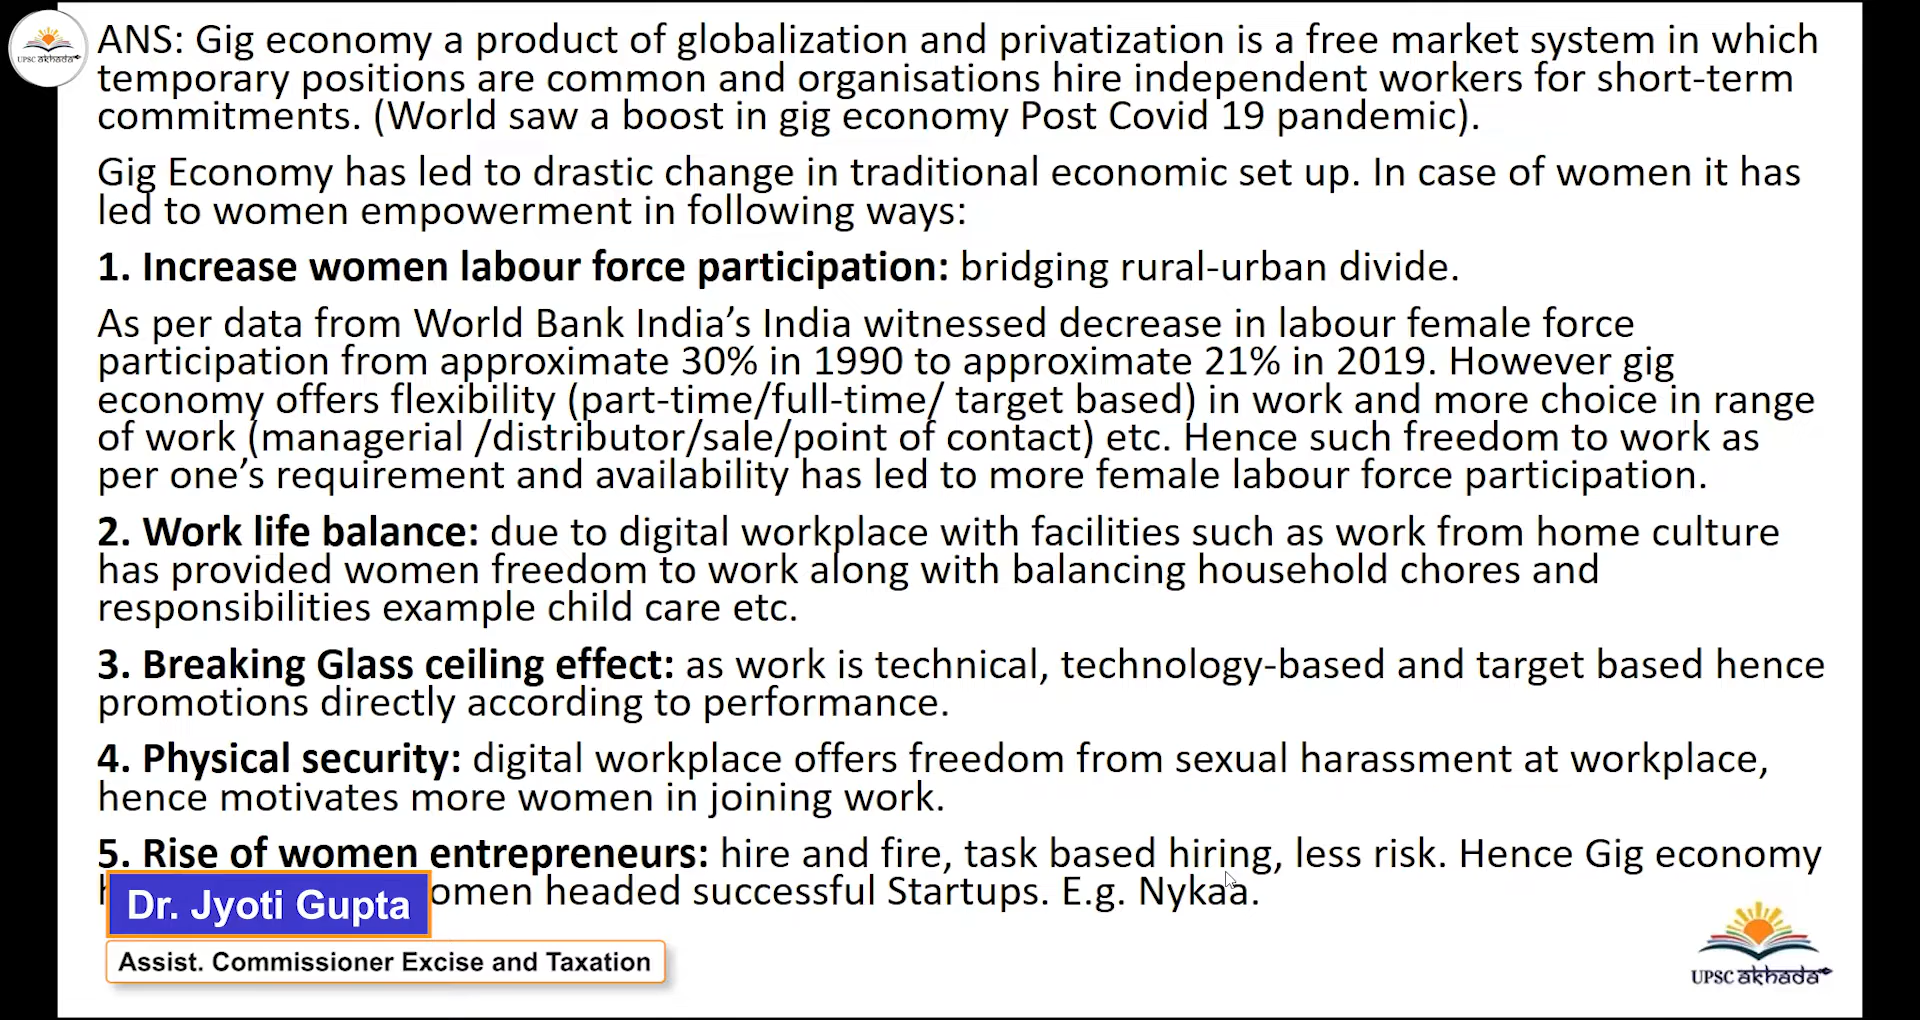 ANS: Gig economy a product of globalization and privatization is a free market system in which
temporary positions are common and organisations hire independent workers for short-term
commitments. (World saw a boost in gig economy Post Covid 19 pandemic).
Gig Economy has led to drastic change in traditional economic set up. In case of women it has
led to women empowerment in following ways:
1. Increase women labour force participation: bridging rural-urban divide.
As per data from World Bank India’s India witnessed decrease in labour female force
participation from approximate 30% in 1990 to approximate 21% in 2019. However gig
economy offers flexibility (part-time/full-time/ target based) in work and more choice in range
of work (managerial /distributor/sale/point of contact) etc. Hence such freedom to work as
per one’s requirement and availability has led to more female labour force participation.
2. Work life balance: due to digital workplace with facilities such as work from home culture
has provided women freedom to work along with balancing household chores and
responsibilities example child care etc.
3. Breaking Glass ceiling effect: as work is technical, technology-based and target based hence
promotions directly according to performance.
4. Physical security: digital workplace offers freedom from sexual harassment at workplace,
hence motivates more women in joining work.
5. Rise of women entrepreneurs: hire and fire, task based hiring, less risk. Hence Gig economy
headed successful Startups. E.g. Nykaa.
Dr. Jyoti Gupta
Assist. Commissioner Excise and Taxation
UPSC akhada
UPSC akhada